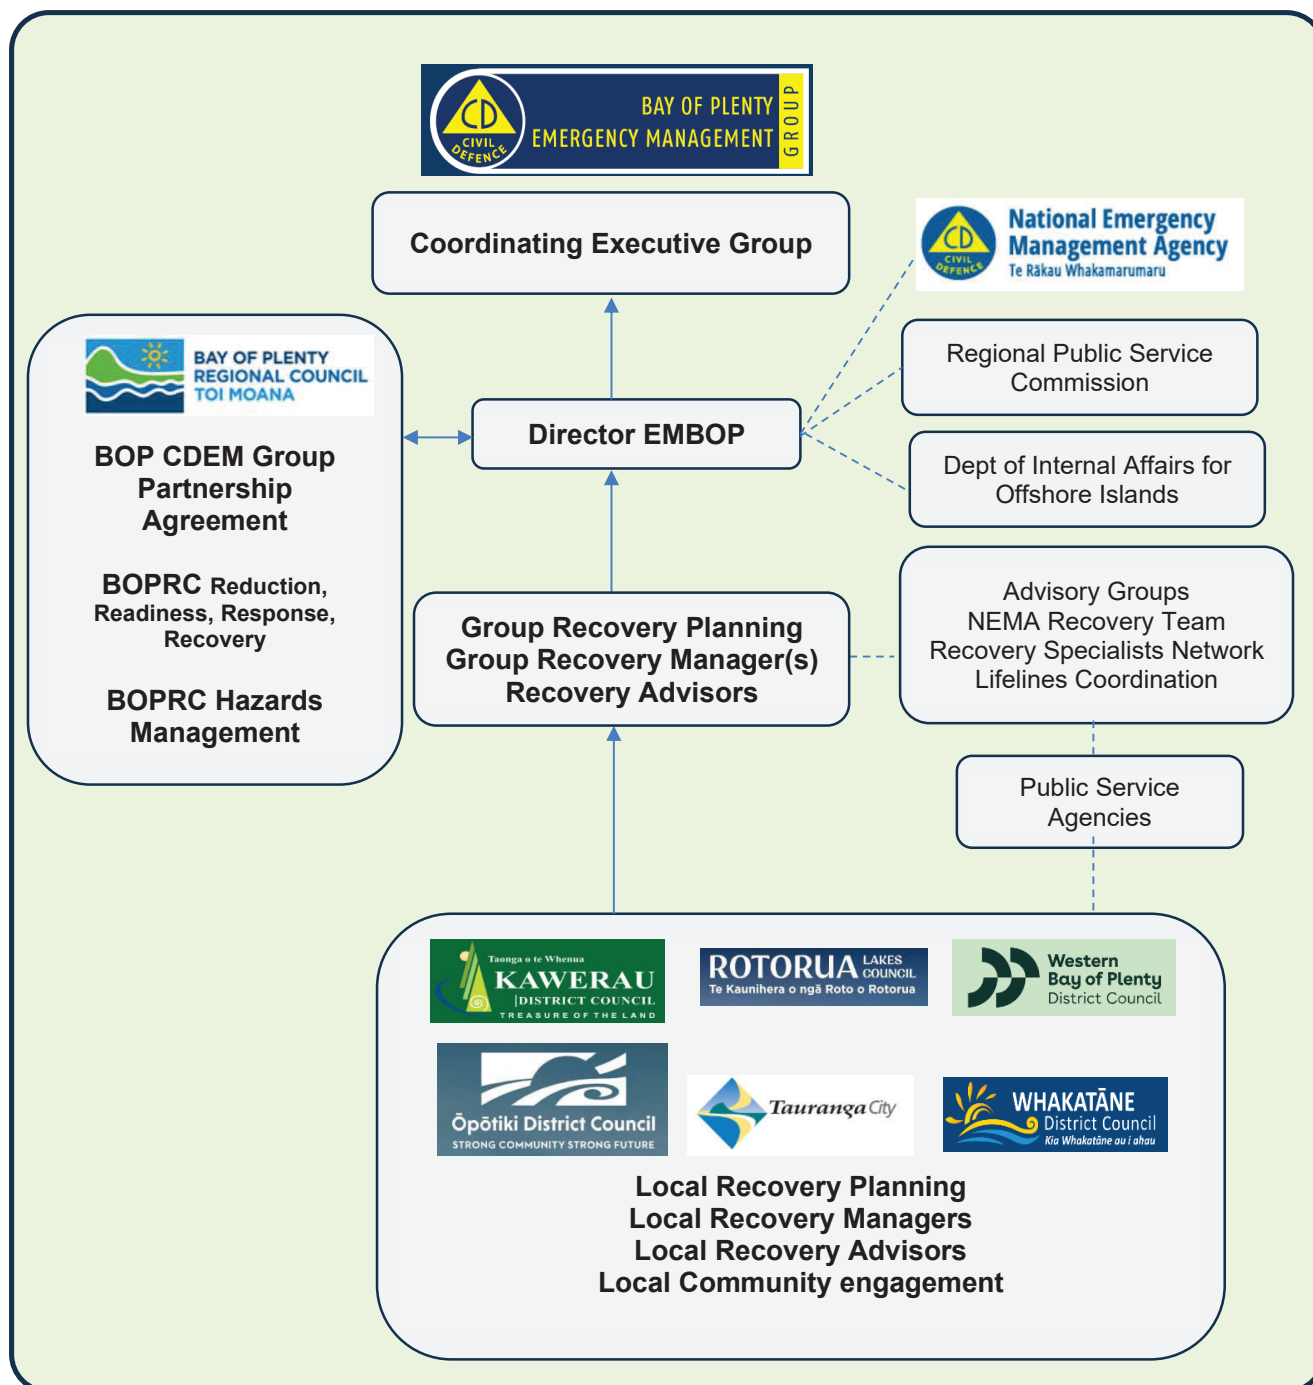 CD
CIVIL
DEFENCE
BAY OF PLENTY
EMERGENCY MANAGEMENT
GROUP
Coordinating Executive Group
CD
CIVIL
DEFENCE
National Emergency
Management Agency
Te Rākau Whakamarumaru
Regional Public Service
Commission
Dept of Internal Affairs for
Offshore Islands
BAY OF PLENTY
REGIONAL COUNCIL
TOI MOANA
BOP CDEM Group
Partnership
Agreement
BOPRC Reduction,
Readiness, Response,
Recovery
BOPRC Hazards
Management
Director EMBOP
Group Recovery Planning
Group Recovery Manager(s)
Recovery Advisors
Advisory Groups
NEMA Recovery Team
Recovery Specialists Network
Lifelines Coordination
Public Service
Agencies
Taonga o te Whenua
KAWERAU
DISTRICT COUNCIL
TREASURE OF THE LAND
ROTORUA LAKES COUNCIL
Te Kaunihera o ngā Roto o Rotorua
Western
Bay of Plenty
District Council
Ōpōtiki District Council
STRONG COMMUNITY STRONG FUTURE
Tauranga City
WHAKATĀNE
District Council
Kia Whakatāne au i ahau
Local Recovery Planning
Local Recovery Managers
Local Recovery Advisors
Local Community engagement